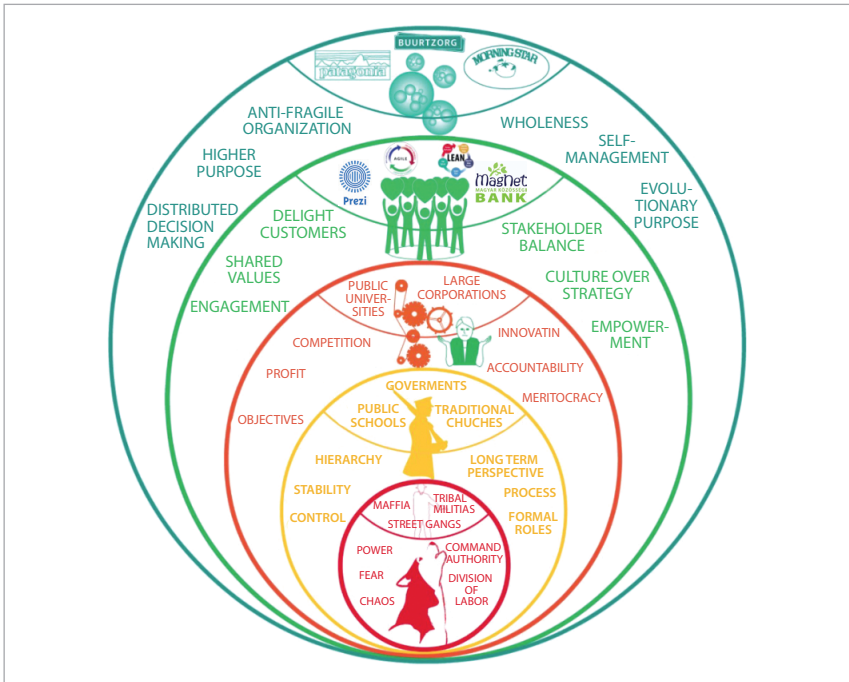 BUURTZORG
patagonia
MORNING STAR
ANTI-FRAGILE
ORGANIZATION
WHOLENESS
HIGHER
PURPOSE
SELF-
MANAGEMENT
DISTRIBUTED
DECISION
MAKING
EVOLU-
TIONARY
PURPOSE
Prezi
AGILE
LEAN
MagNet
MAGYAR KÖZÖSSÉGI
BANK
DELIGHT
CUSTOMERS
STAKEHOLDER
BALANCE
SHARED
VALUES
CULTURE OVER
STRATEGY
ENGAGEMENT
EMPOWER-
MENT
PUBLIC
UNIVER-
SITIES
LARGE
CORPORATIONS
COMPETITION
INNOVATIN
PROFIT
ACCOUNTABILITY
OBJECTIVES
MERITOCRACY
GOVERMENTS
PUBLIC
SCHOOLS
TRADITIONAL
CHUCHES
HIERARCHY
LONG TERM
PERSPECTIVE
STABILITY
PROCESS
CONTROL
FORMAL
ROLES
MAFFIA
TRIBAL
MILITIAS
STREET GANGS
POWER
COMMAND
AUTHORITY
FEAR
DIVISION
OF
LABOR
CHAOS